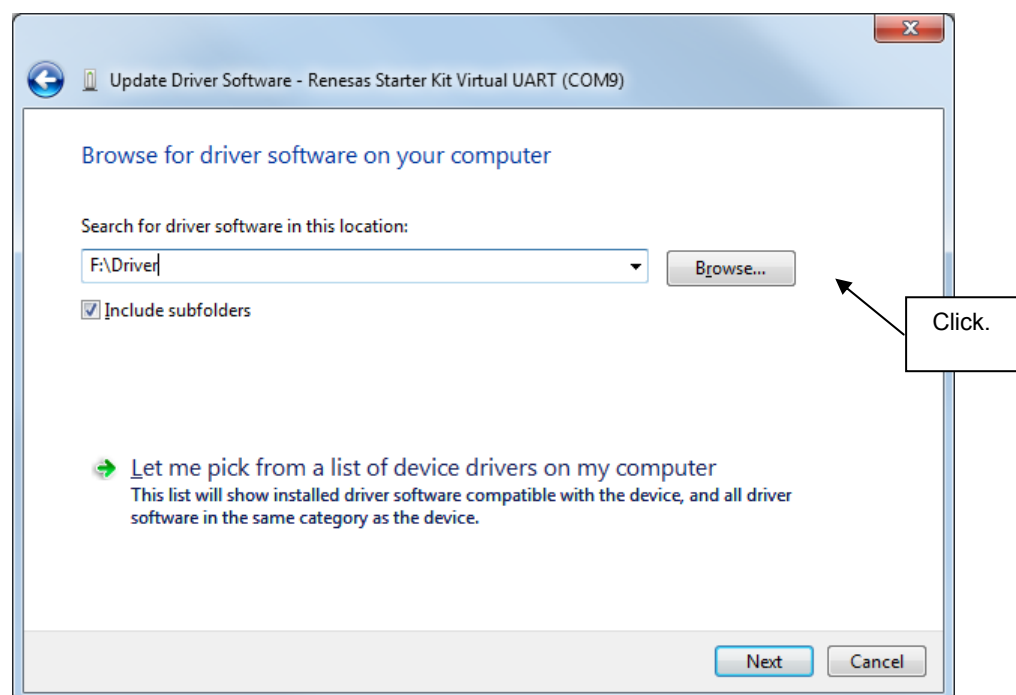 Update Driver Software - Renesas Starter Kit Virtual UART (COM9)
Browse for driver software on your computer
Search for driver software in this location:
F:\Driver
Browse...
Include subfolders
Click.
Let me pick from a list of device drivers on my computer
This list will show installed driver software compatible with the device, and all driver
software in the same category as the device.
Next
Cancel